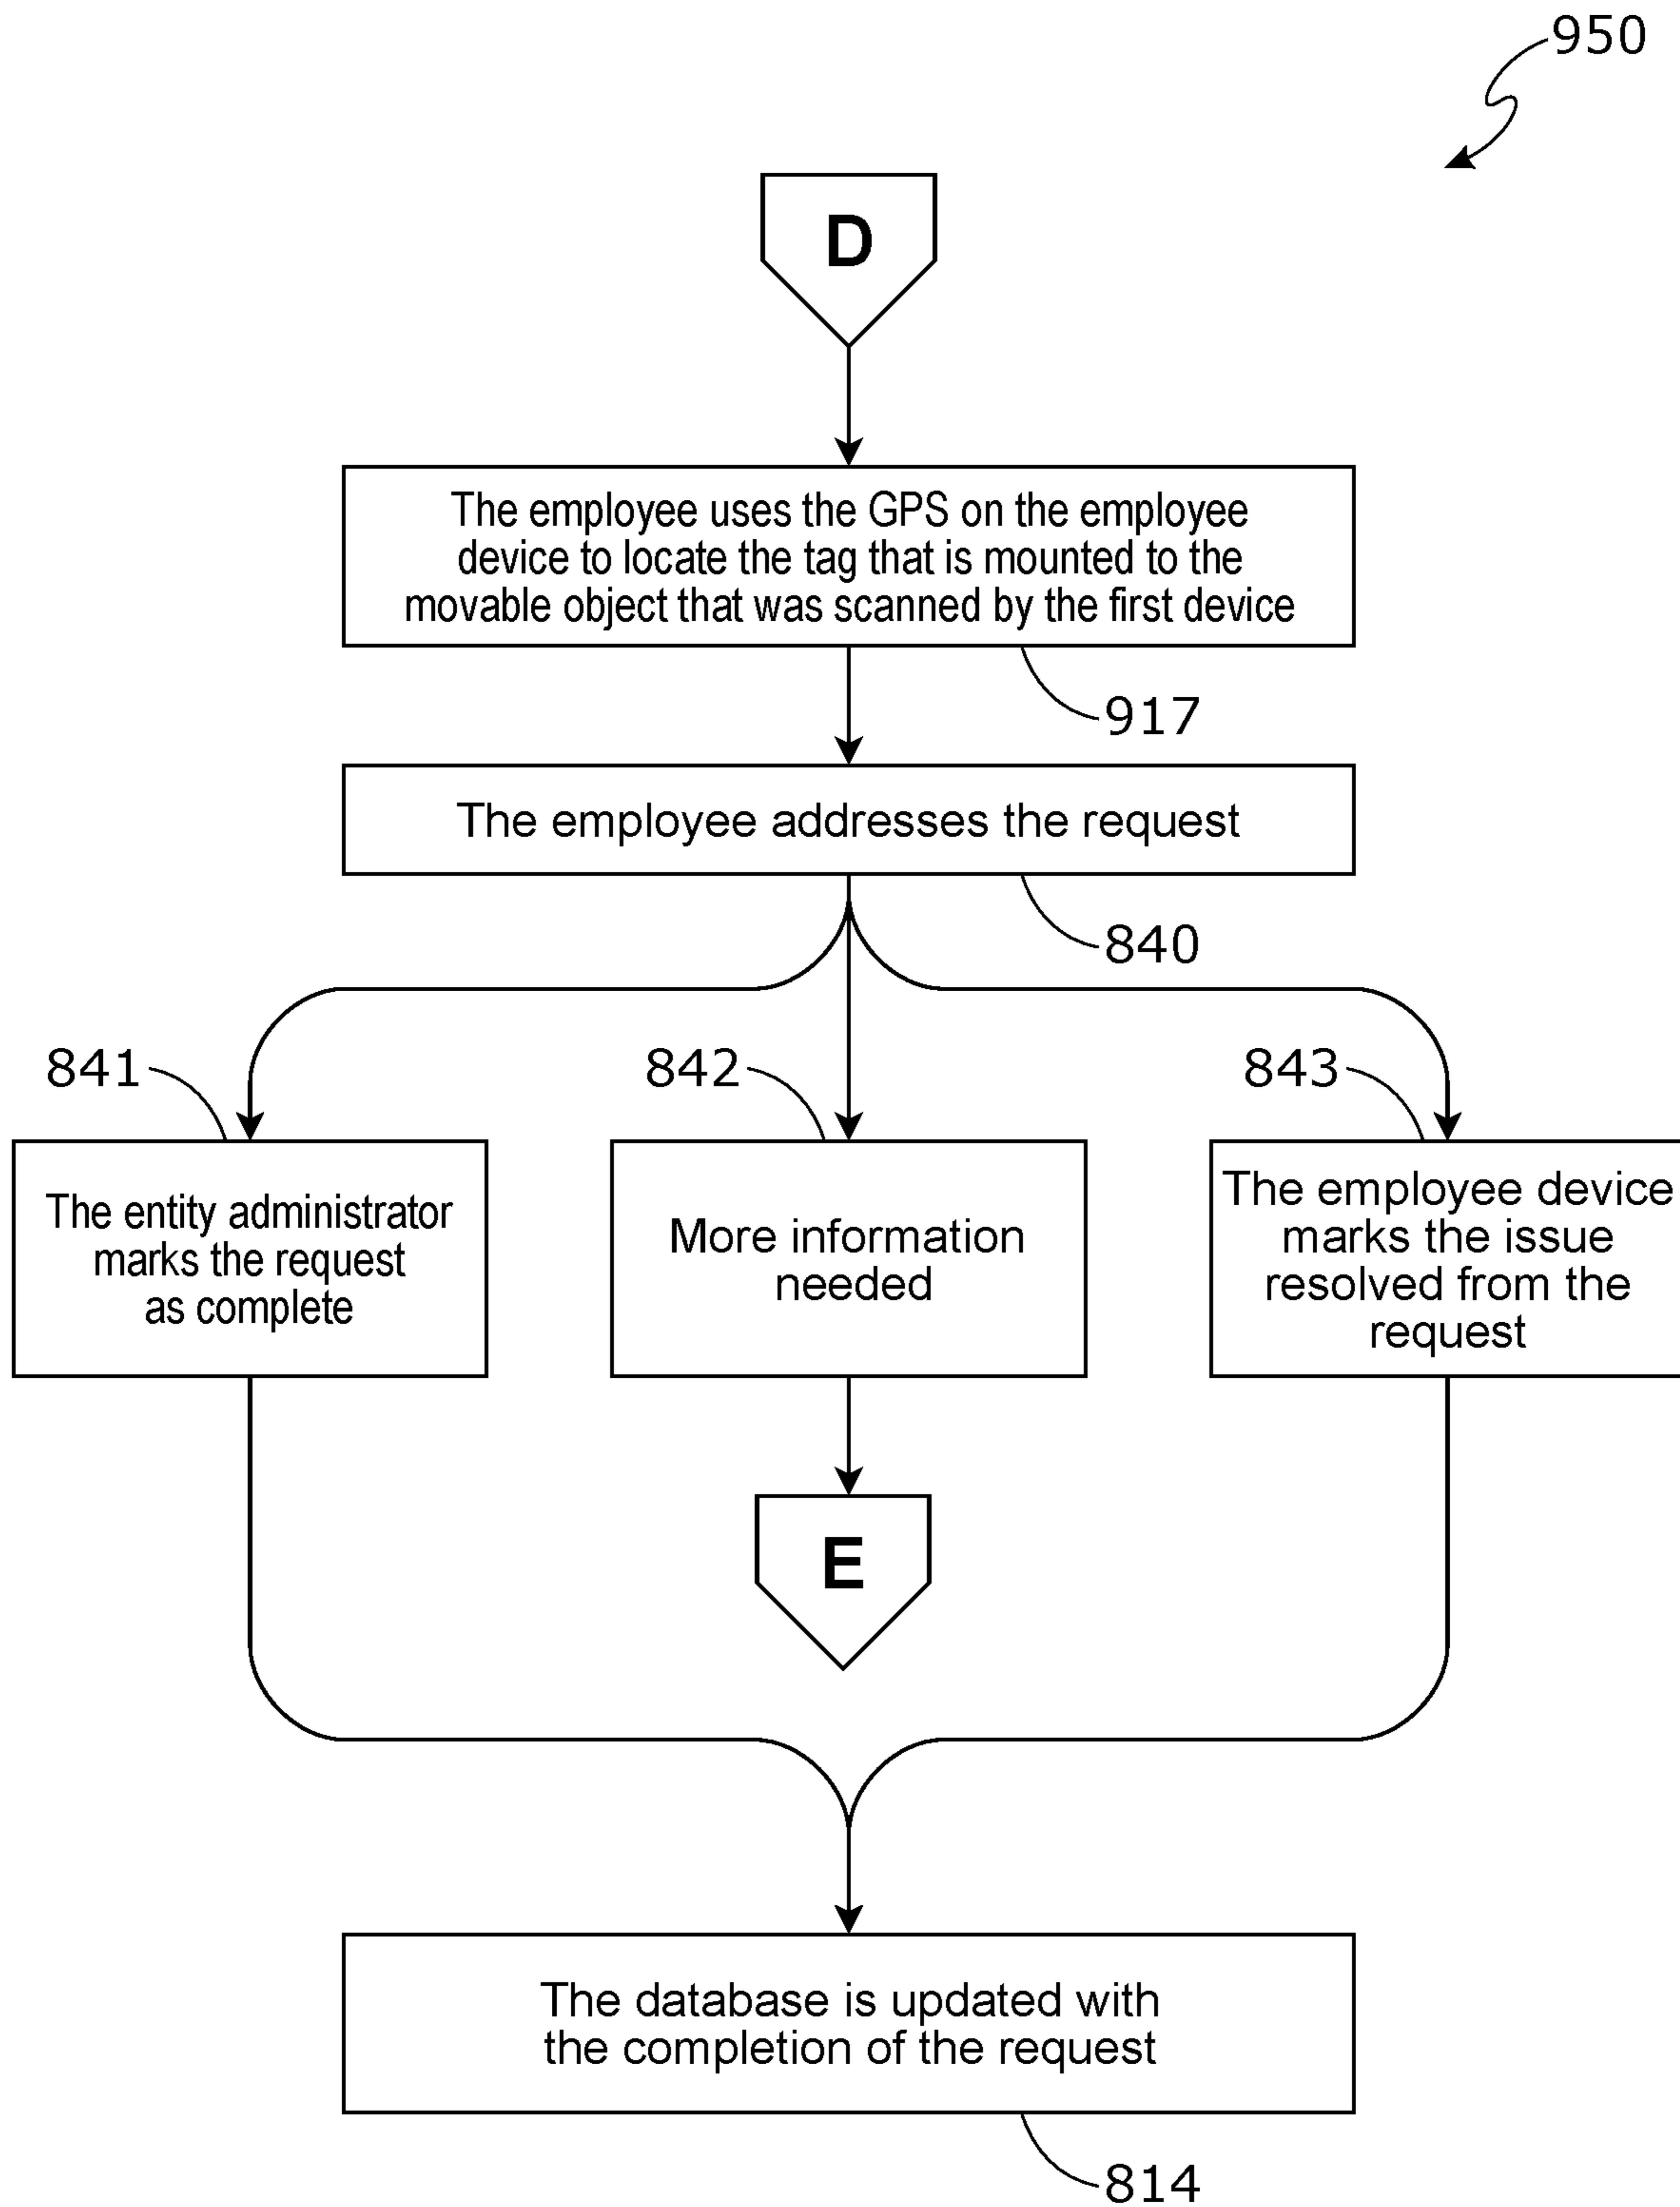 950
D
The employee uses the GPS on the employee
device to locate the tag that is mounted to the
movable object that was scanned by the first device
917
The employee addresses the request
840
841
842
843
The entity administrator
marks the request
as complete
More information
needed
The employee device
marks the issue
resolved from the
request
E
The database is updated with
the completion of the request
814